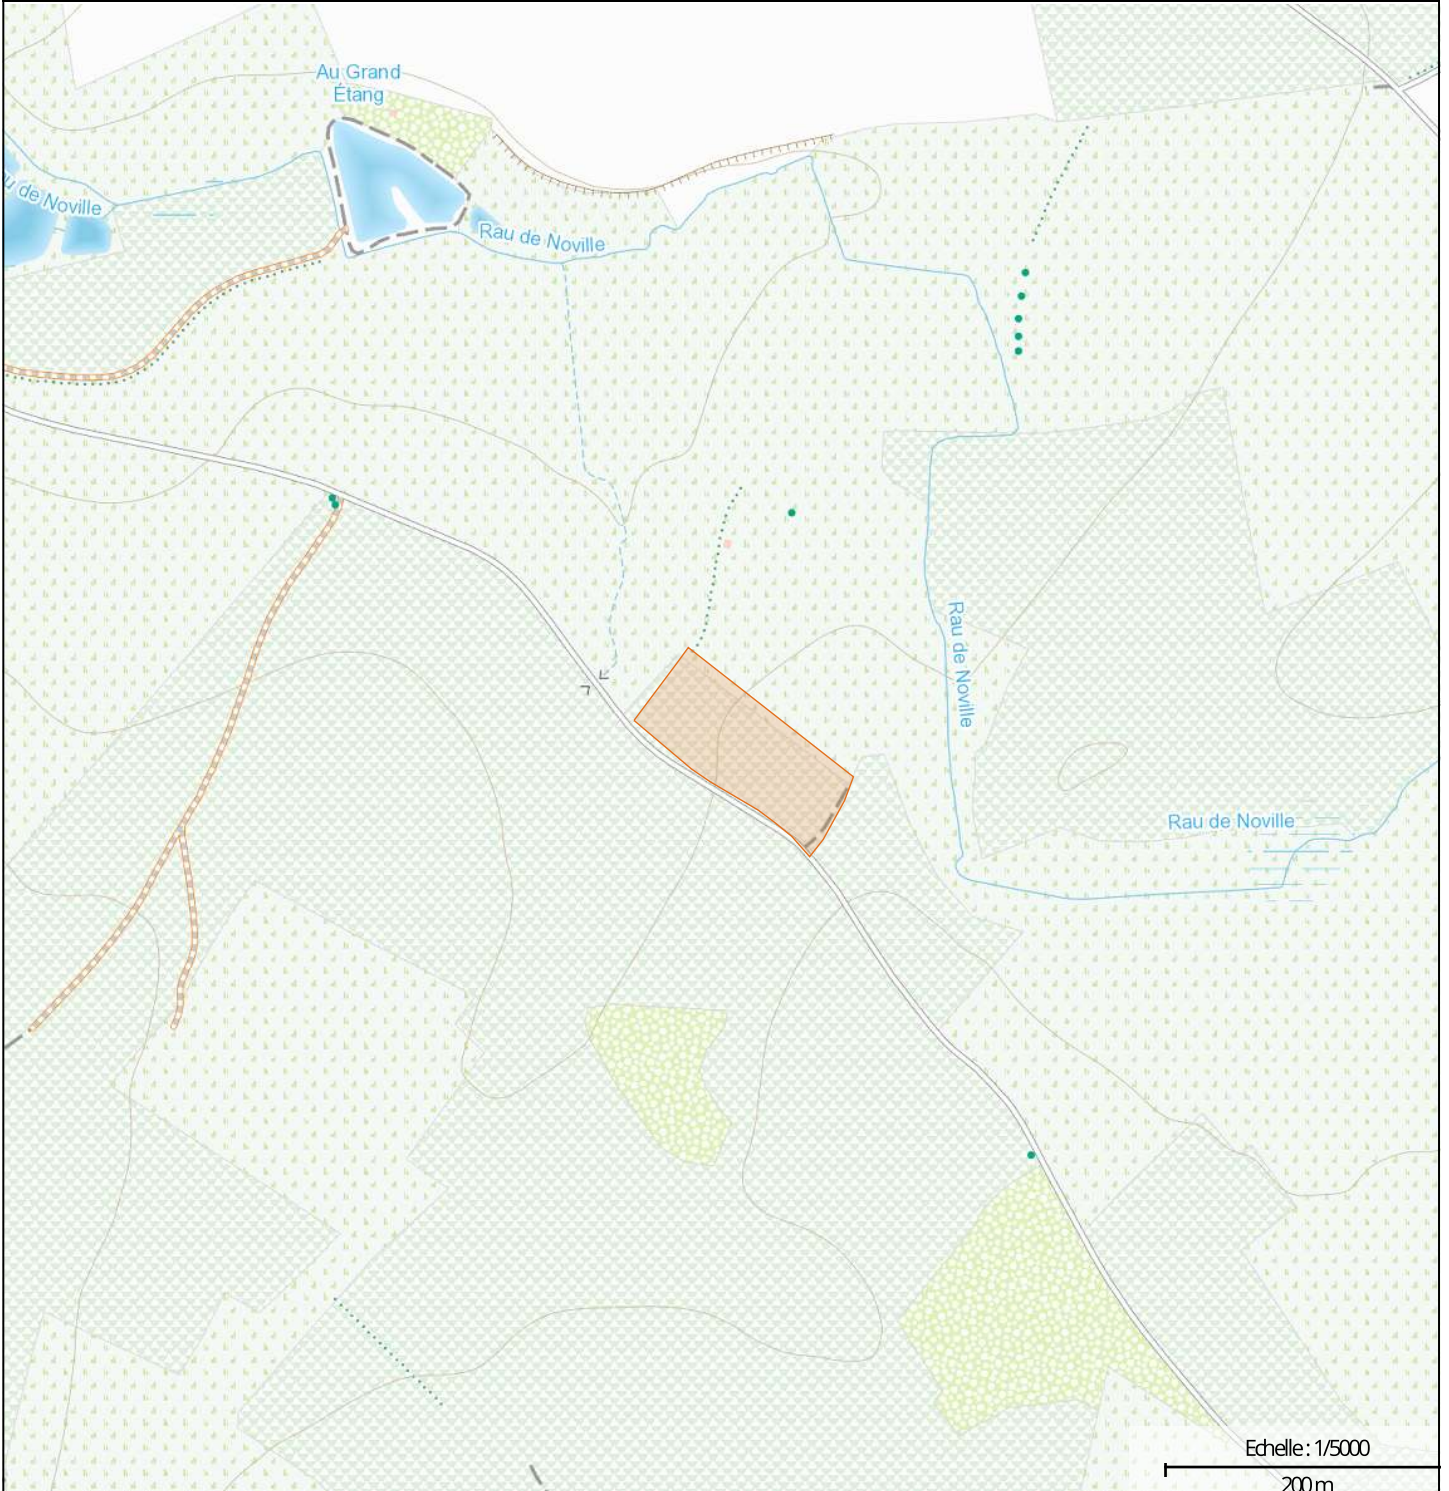 Au Grand
Étang
u de Noville
Rau de Noville
Rau de Noville
Rau de Noville
Echelle : 1/5000
200 m